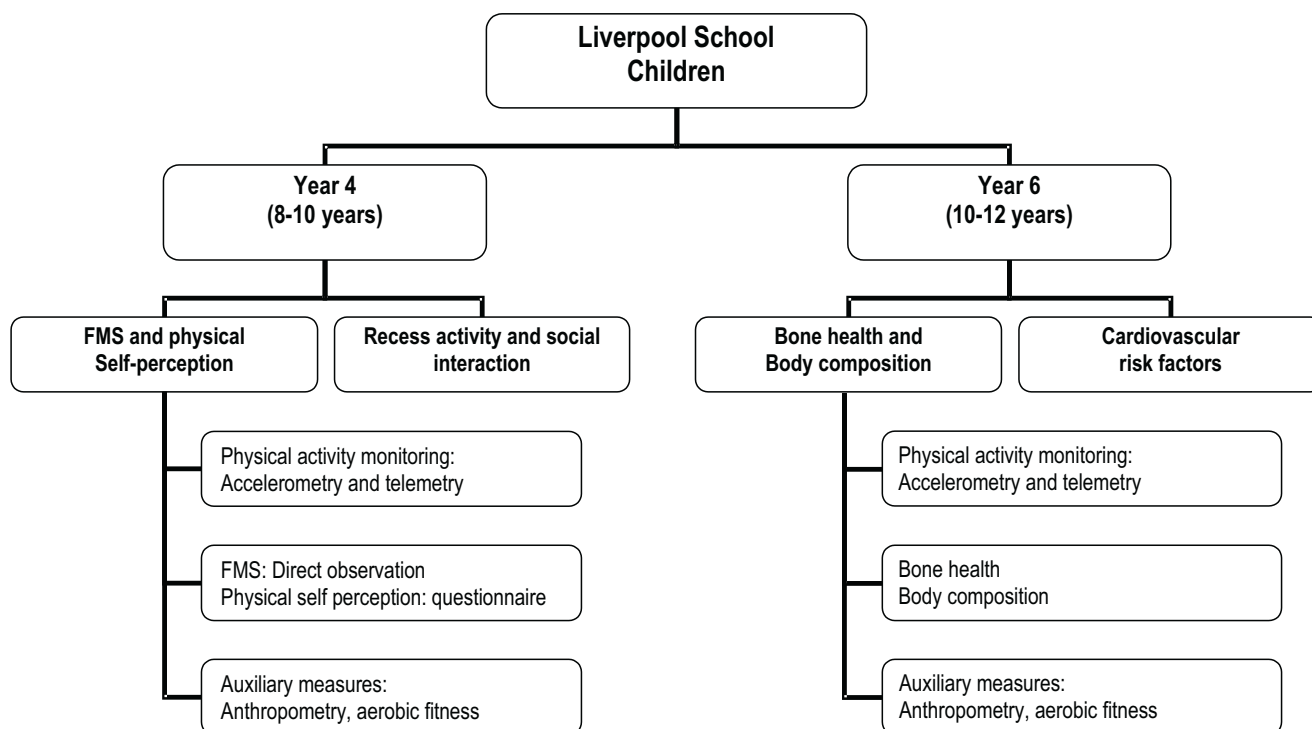 Liverpool School
Children
Year 4
(8-10 years)
Year 6
(10-12 years)
FMS and physical
Self-perception
Recess activity and social
interaction
Bone health and
Body composition
Cardiovascular
risk factors
Physical activity monitoring:
Accelerometry and telemetry
FMS: Direct observation
Physical self perception: questionnaire
Auxiliary measures:
Anthropometry, aerobic fitness
Physical activity monitoring:
Accelerometry and telemetry
Bone health
Body composition
Auxiliary measures:
Anthropometry, aerobic fitness